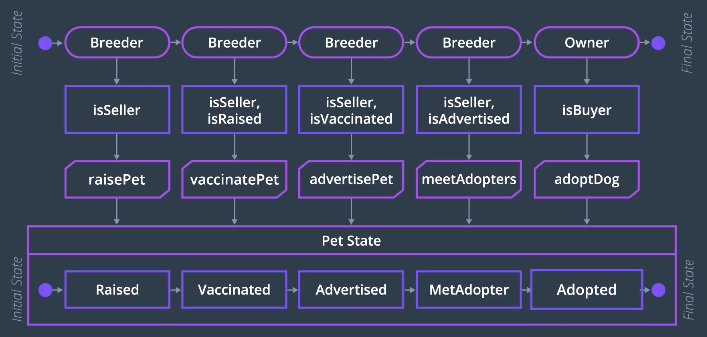 Initial State
Breeder
Breeder
Breeder
Breeder
Owner
Final State
isSeller
isSeller,
isRaised
isSeller,
isVaccinated
isSeller,
isAdvertised
isBuyer
raisePet
vaccinatePet
advertisePet
meetAdopters
adoptDog
Pet State
Initial State
Raised
Vaccinated
Advertised
MetAdopter
Adopted
Final State